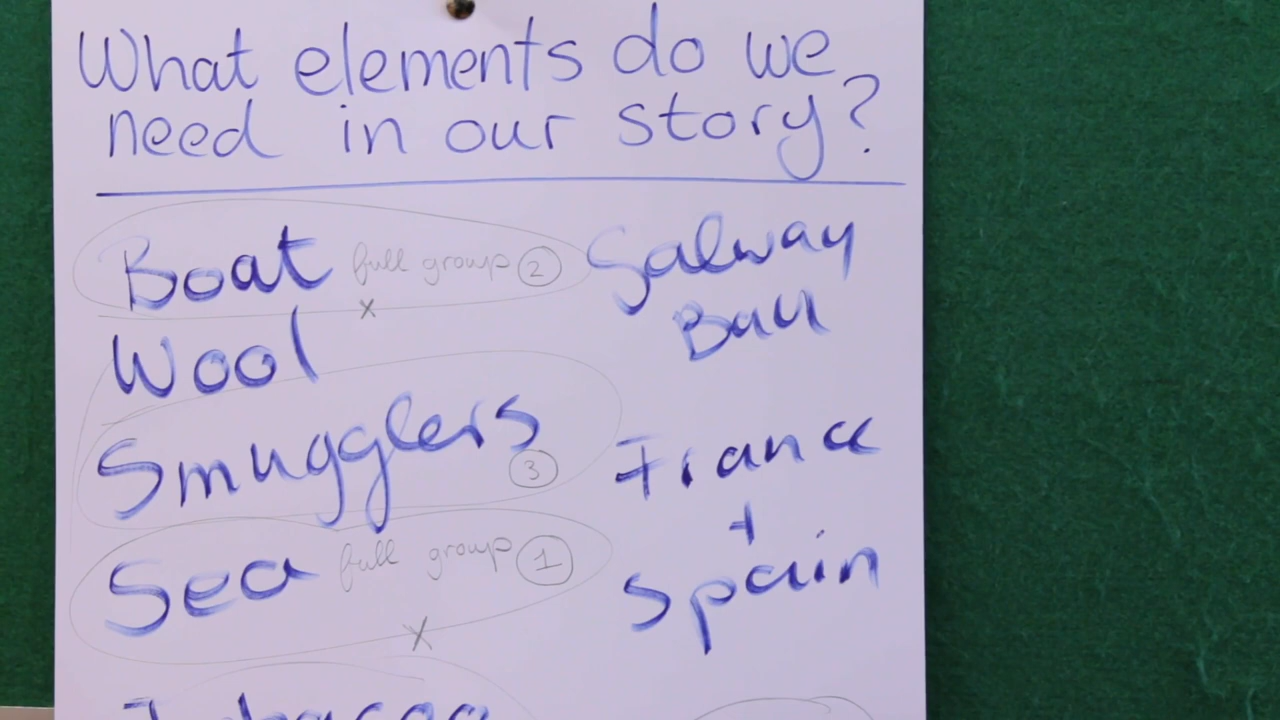 What elements do we
need in our story?
Boat full group 2
x
Wool
Smugglers
3
Sea full group 1
x
Galway
Bay
France
+
Spain